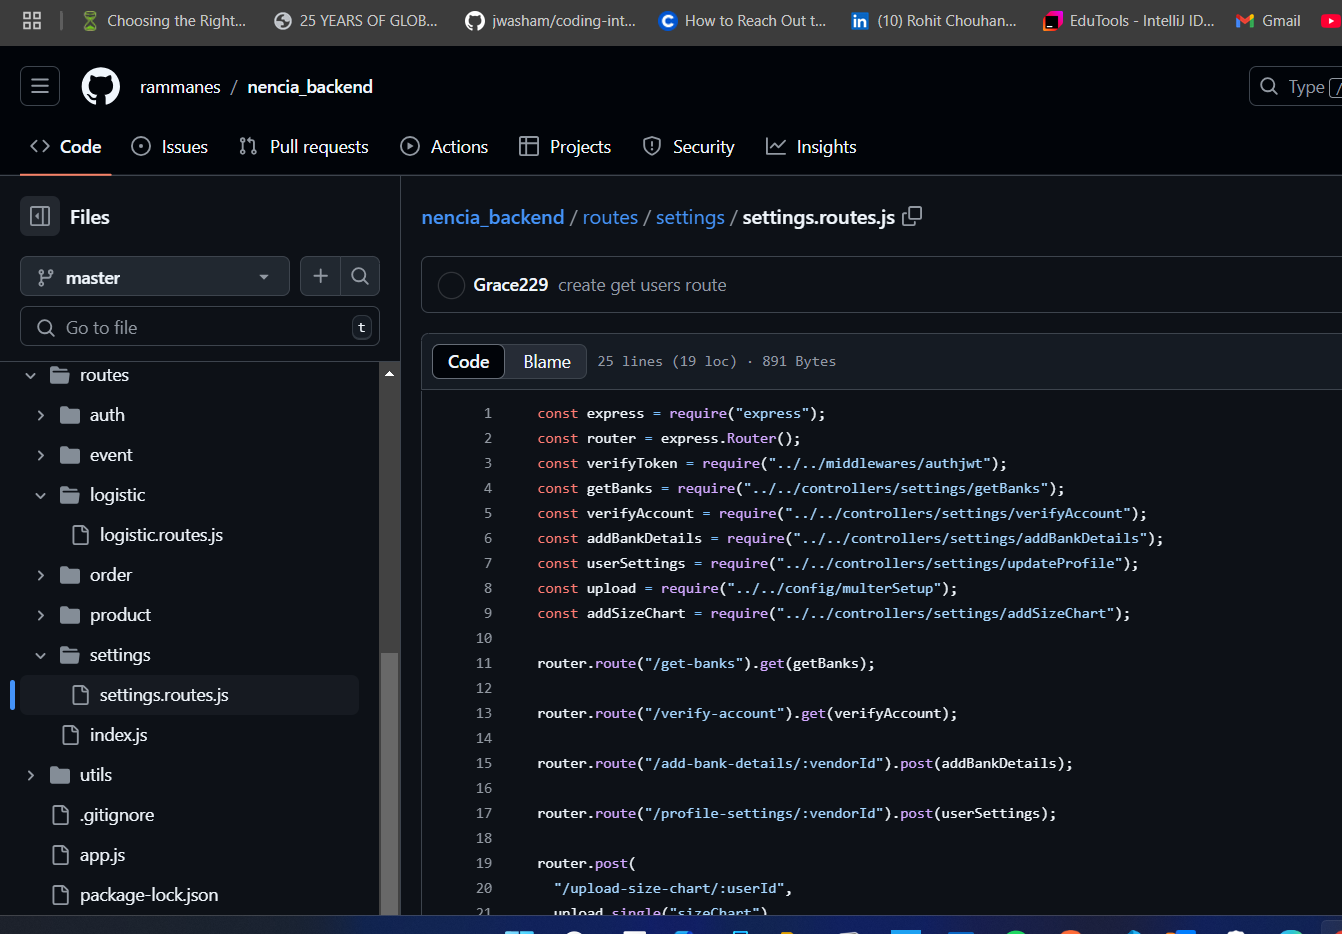 Choosing the Right... 25 YEARS OF GLOB... jwasham/coding-int... How to Reach Out t... (10) Rohit Chouhan... EduTools - IntelliJ ID... Gmail
rammanes / nencia_backend
Type /
Code Issues Pull requests Actions Projects Security Insights
Files
nencia_backend / routes / settings / settings.routes.js
master
Grace229 create get users route
Go to file t
Code Blame 25 lines (19 loc) · 891 Bytes
routes
auth
event
logistic
logistic.routes.js
order
product
settings
settings.routes.js
index.js
utils
.gitignore
app.js
package-lock.json
1 const express = require("express");
2 const router = express.Router();
3 const verifyToken = require("../../middlewares/authjwt");
4 const getBanks = require("../../controllers/settings/getBanks");
5 const verifyAccount = require("../../controllers/settings/verifyAccount");
6 const addBankDetails = require("../../controllers/settings/addBankDetails");
7 const userSettings = require("../../controllers/settings/updateProfile");
8 const upload = require("../../config/multerSetup");
9 const addSizeChart = require("../../controllers/settings/addSizeChart");
10
11 router.route("/get-banks").get(getBanks);
12
13 router.route("/verify-account").get(verifyAccount);
14
15 router.route("/add-bank-details/:vendorId").post(addBankDetails);
16
17 router.route("/profile-settings/:vendorId").post(userSettings);
18
19 router.post(
20 "/upload-size-chart/:userId",
21 upload.single("sizeChart")